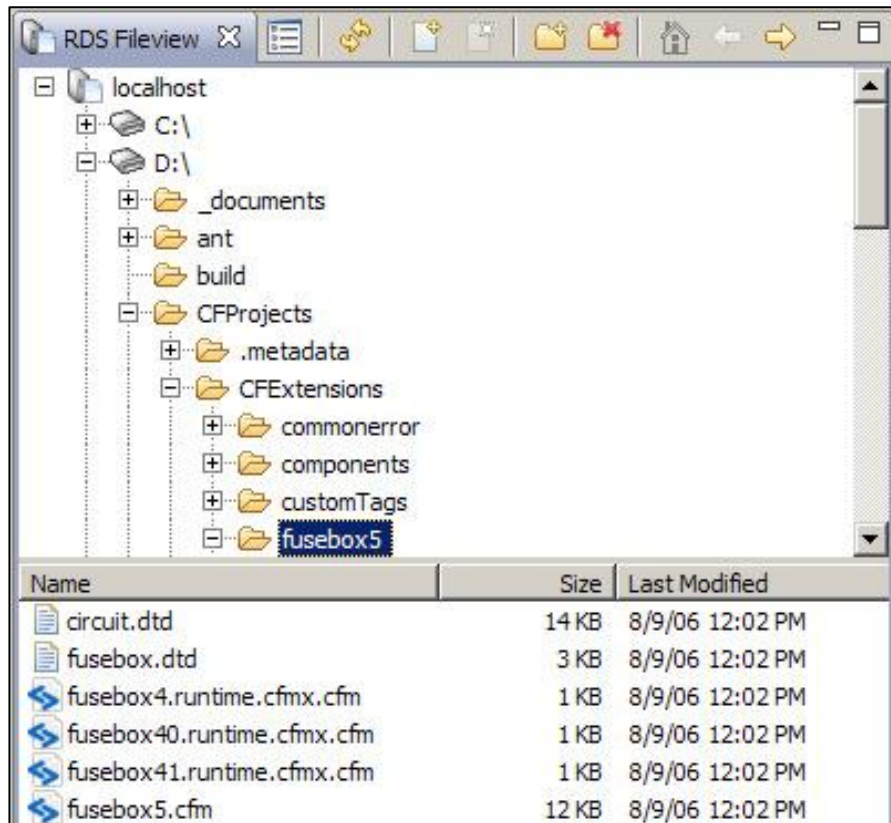 RDS Fileview
localhost
C:\
D:\
_documents
ant
build
CFProjects
.metadata
CFExtensions
commonerror
components
customTags
fusebox5
Name Size Last Modified
circuit.dtd 14 KB 8/9/06 12:02 PM
fusebox.dtd 3 KB 8/9/06 12:02 PM
fusebox4.runtime.cfmx.cfm 1 KB 8/9/06 12:02 PM
fusebox40.runtime.cfmx.cfm 1 KB 8/9/06 12:02 PM
fusebox41.runtime.cfmx.cfm 1 KB 8/9/06 12:02 PM
fusebox5.cfm 12 KB 8/9/06 12:02 PM